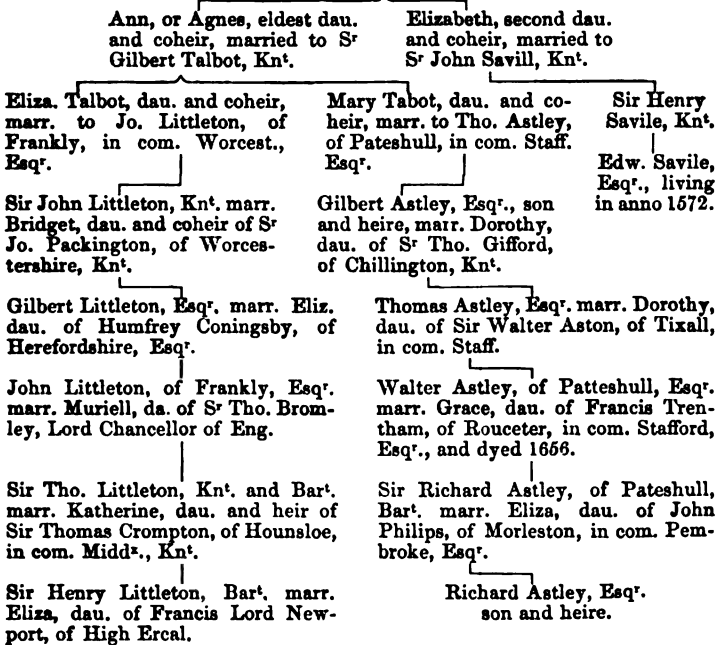 Ann, or Agnes, eldest dau.
and coheir, married to Sʳ
Gilbert Talbot, Knᵗ.
Elizabeth, second dau.
and coheir, married to
Sʳ John Savill, Knᵗ.
Eliza. Talbot, dau. and coheir,
marr. to Jo. Littleton, of
Frankly, in com. Worcest.,
Esqʳ.
Mary Tabot, dau. and co-
heir, marr. to Tho. Astley,
of Pateshull, in com. Staff.
Esqʳ.
Sir Henry
Savile, Knᵗ.
Edw. Savile,
Esqʳ., living
in anno 1572.
Sir John Littleton, Knᵗ. marr.
Bridget, dau. and coheir of Sʳ
Jo. Packington, of Worces-
tershire, Knᵗ.
Gilbert Astley, Esqʳ., son
and heire, marr. Dorothy,
dau. of Sʳ Tho. Gifford,
of Chillington, Knᵗ.
Gilbert Littleton, Esqʳ. marr. Eliz.
dau. of Humfrey Coningsby, of
Herefordshire, Esqʳ.
Thomas Astley, Esqʳ. marr. Dorothy,
dau. of Sir Walter Aston, of Tixall,
in com. Staff.
John Littleton, of Frankly, Esqʳ.
marr. Muriell, da. of Sʳ Tho. Brom-
ley, Lord Chancellor of Eng.
Walter Astley, of Patteshull, Esqʳ.
marr. Grace, dau. of Francis Tren-
tham, of Rouceter, in com. Stafford,
Esqʳ., and dyed 1656.
Sir Tho. Littleton, Knᵗ. and Barᵗ.
marr. Katherine, dau. and heir of
Sir Thomas Crompton, of Hounsloe,
in com. Middˣ., Knᵗ.
Sir Richard Astley, of Pateshull,
Barᵗ. marr. Eliza, dau. of John
Philips, of Morleston, in com. Pem-
broke, Esqʳ.
Sir Henry Littleton, Barᵗ. marr.
Eliza, dau. of Francis Lord New-
port, of High Ercal.
Richard Astley, Esqʳ.
son and heire.